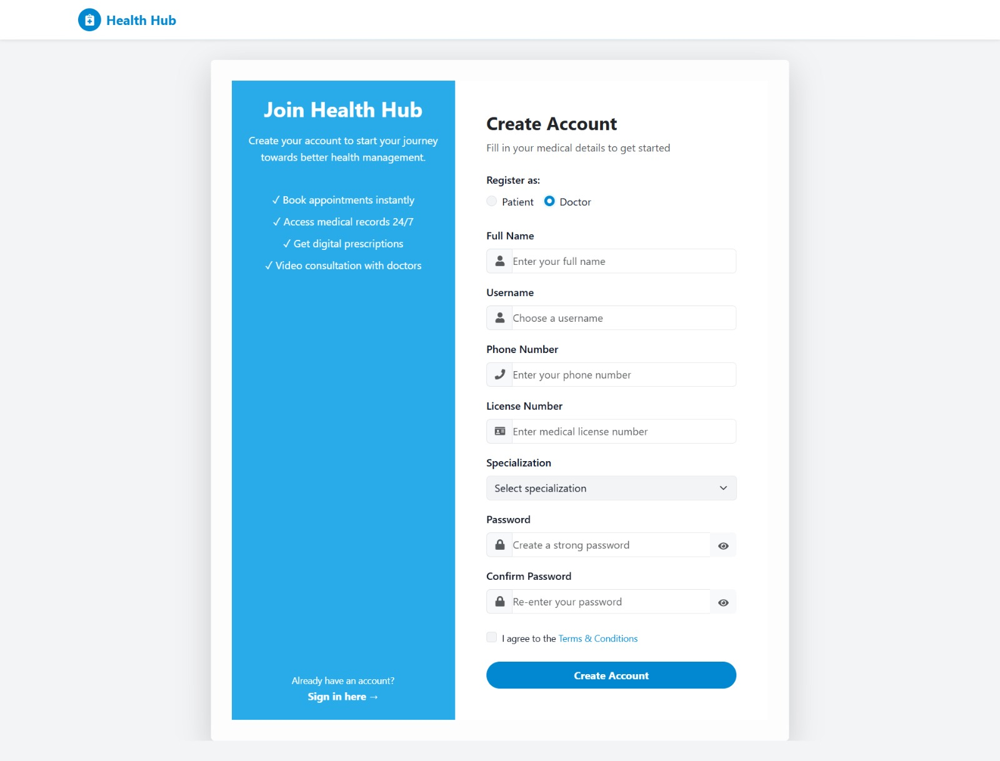 Health Hub
Join Health Hub
Create your account to start your journey
towards better health management.
✓ Book appointments instantly
✓ Access medical records 24/7
✓ Get digital prescriptions
✓ Video consultation with doctors
Already have an account?
Sign in here →
Create Account
Fill in your medical details to get started
Register as:
Patient Doctor
Full Name
Enter your full name
Username
Choose a username
Phone Number
Enter your phone number
License Number
Enter medical license number
Specialization
Select specialization
Password
Create a strong password
Confirm Password
Re-enter your password
I agree to the Terms & Conditions
Create Account